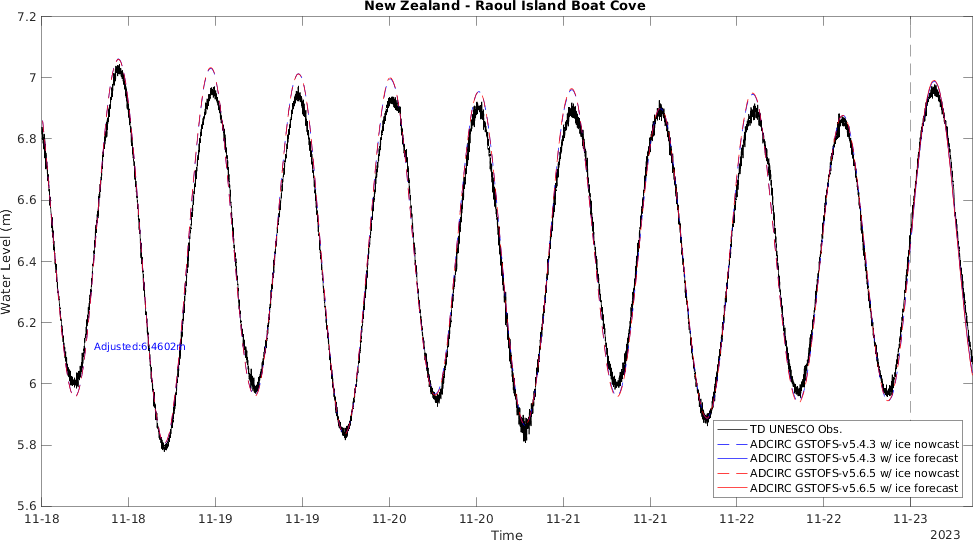 New Zealand - Raoul Island Boat Cove
7.2
7
6.8
6.6
6.4
6.2
6
5.8
5.6
Water Level (m)
Adjusted:6.4602m
TD UNESCO Obs.
ADCIRC GSTOFS-v5.4.3 w/ ice nowcast
ADCIRC GSTOFS-v5.4.3 w/ ice forecast
ADCIRC GSTOFS-v5.6.5 w/ ice nowcast
ADCIRC GSTOFS-v5.6.5 w/ ice forecast
11-18 11-18 11-19 11-19 11-20 11-20 11-21 11-21 11-22 11-22 11-23
Time
2023